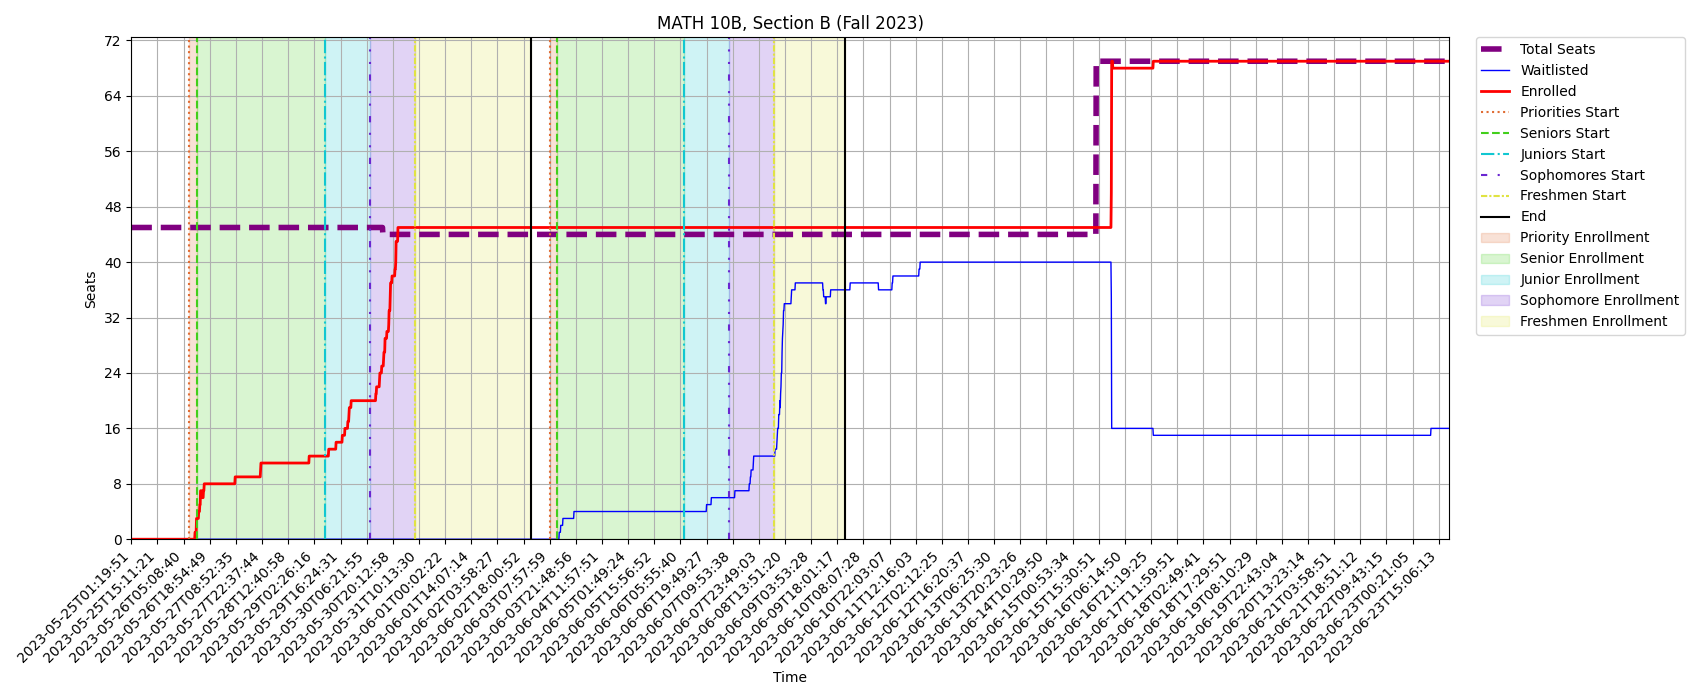 MATH 10B, Section B (Fall 2023)
72
64
56
48
40
32
24
16
8
0
Seats
2023-05-25T01:19:51
2023-05-25T15:11:21
2023-05-26T05:08:40
2023-05-26T18:54:49
2023-05-27T08:52:35
2023-05-27T22:37:44
2023-05-28T12:40:58
2023-05-29T02:26:16
2023-05-29T16:24:31
2023-05-30T06:21:55
2023-05-30T20:12:58
2023-05-31T10:13:30
2023-06-01T00:02:22
2023-06-01T14:07:14
2023-06-02T03:58:27
2023-06-02T18:00:52
2023-06-03T07:57:59
2023-06-03T21:48:56
2023-06-04T11:57:51
2023-06-05T01:49:24
2023-06-05T15:56:52
2023-06-06T05:55:40
2023-06-06T19:49:27
2023-06-07T09:53:38
2023-06-07T23:49:03
2023-06-08T13:51:20
2023-06-09T03:53:28
2023-06-09T18:01:17
2023-06-10T08:07:28
2023-06-10T22:03:07
2023-06-11T12:16:03
2023-06-12T02:12:25
2023-06-12T16:20:37
2023-06-13T06:25:30
2023-06-13T20:23:26
2023-06-14T10:29:50
2023-06-15T00:53:34
2023-06-15T15:30:51
2023-06-16T06:14:50
2023-06-16T21:19:25
2023-06-17T11:59:51
2023-06-18T02:49:41
2023-06-18T17:29:51
2023-06-19T08:10:29
2023-06-19T22:43:04
2023-06-20T13:23:14
2023-06-21T03:58:51
2023-06-21T18:51:12
2023-06-22T09:43:15
2023-06-23T00:21:05
2023-06-23T15:06:13
Time
Total Seats
Waitlisted
Enrolled
Priorities Start
Seniors Start
Juniors Start
Sophomores Start
Freshmen Start
End
Priority Enrollment
Senior Enrollment
Junior Enrollment
Sophomore Enrollment
Freshmen Enrollment